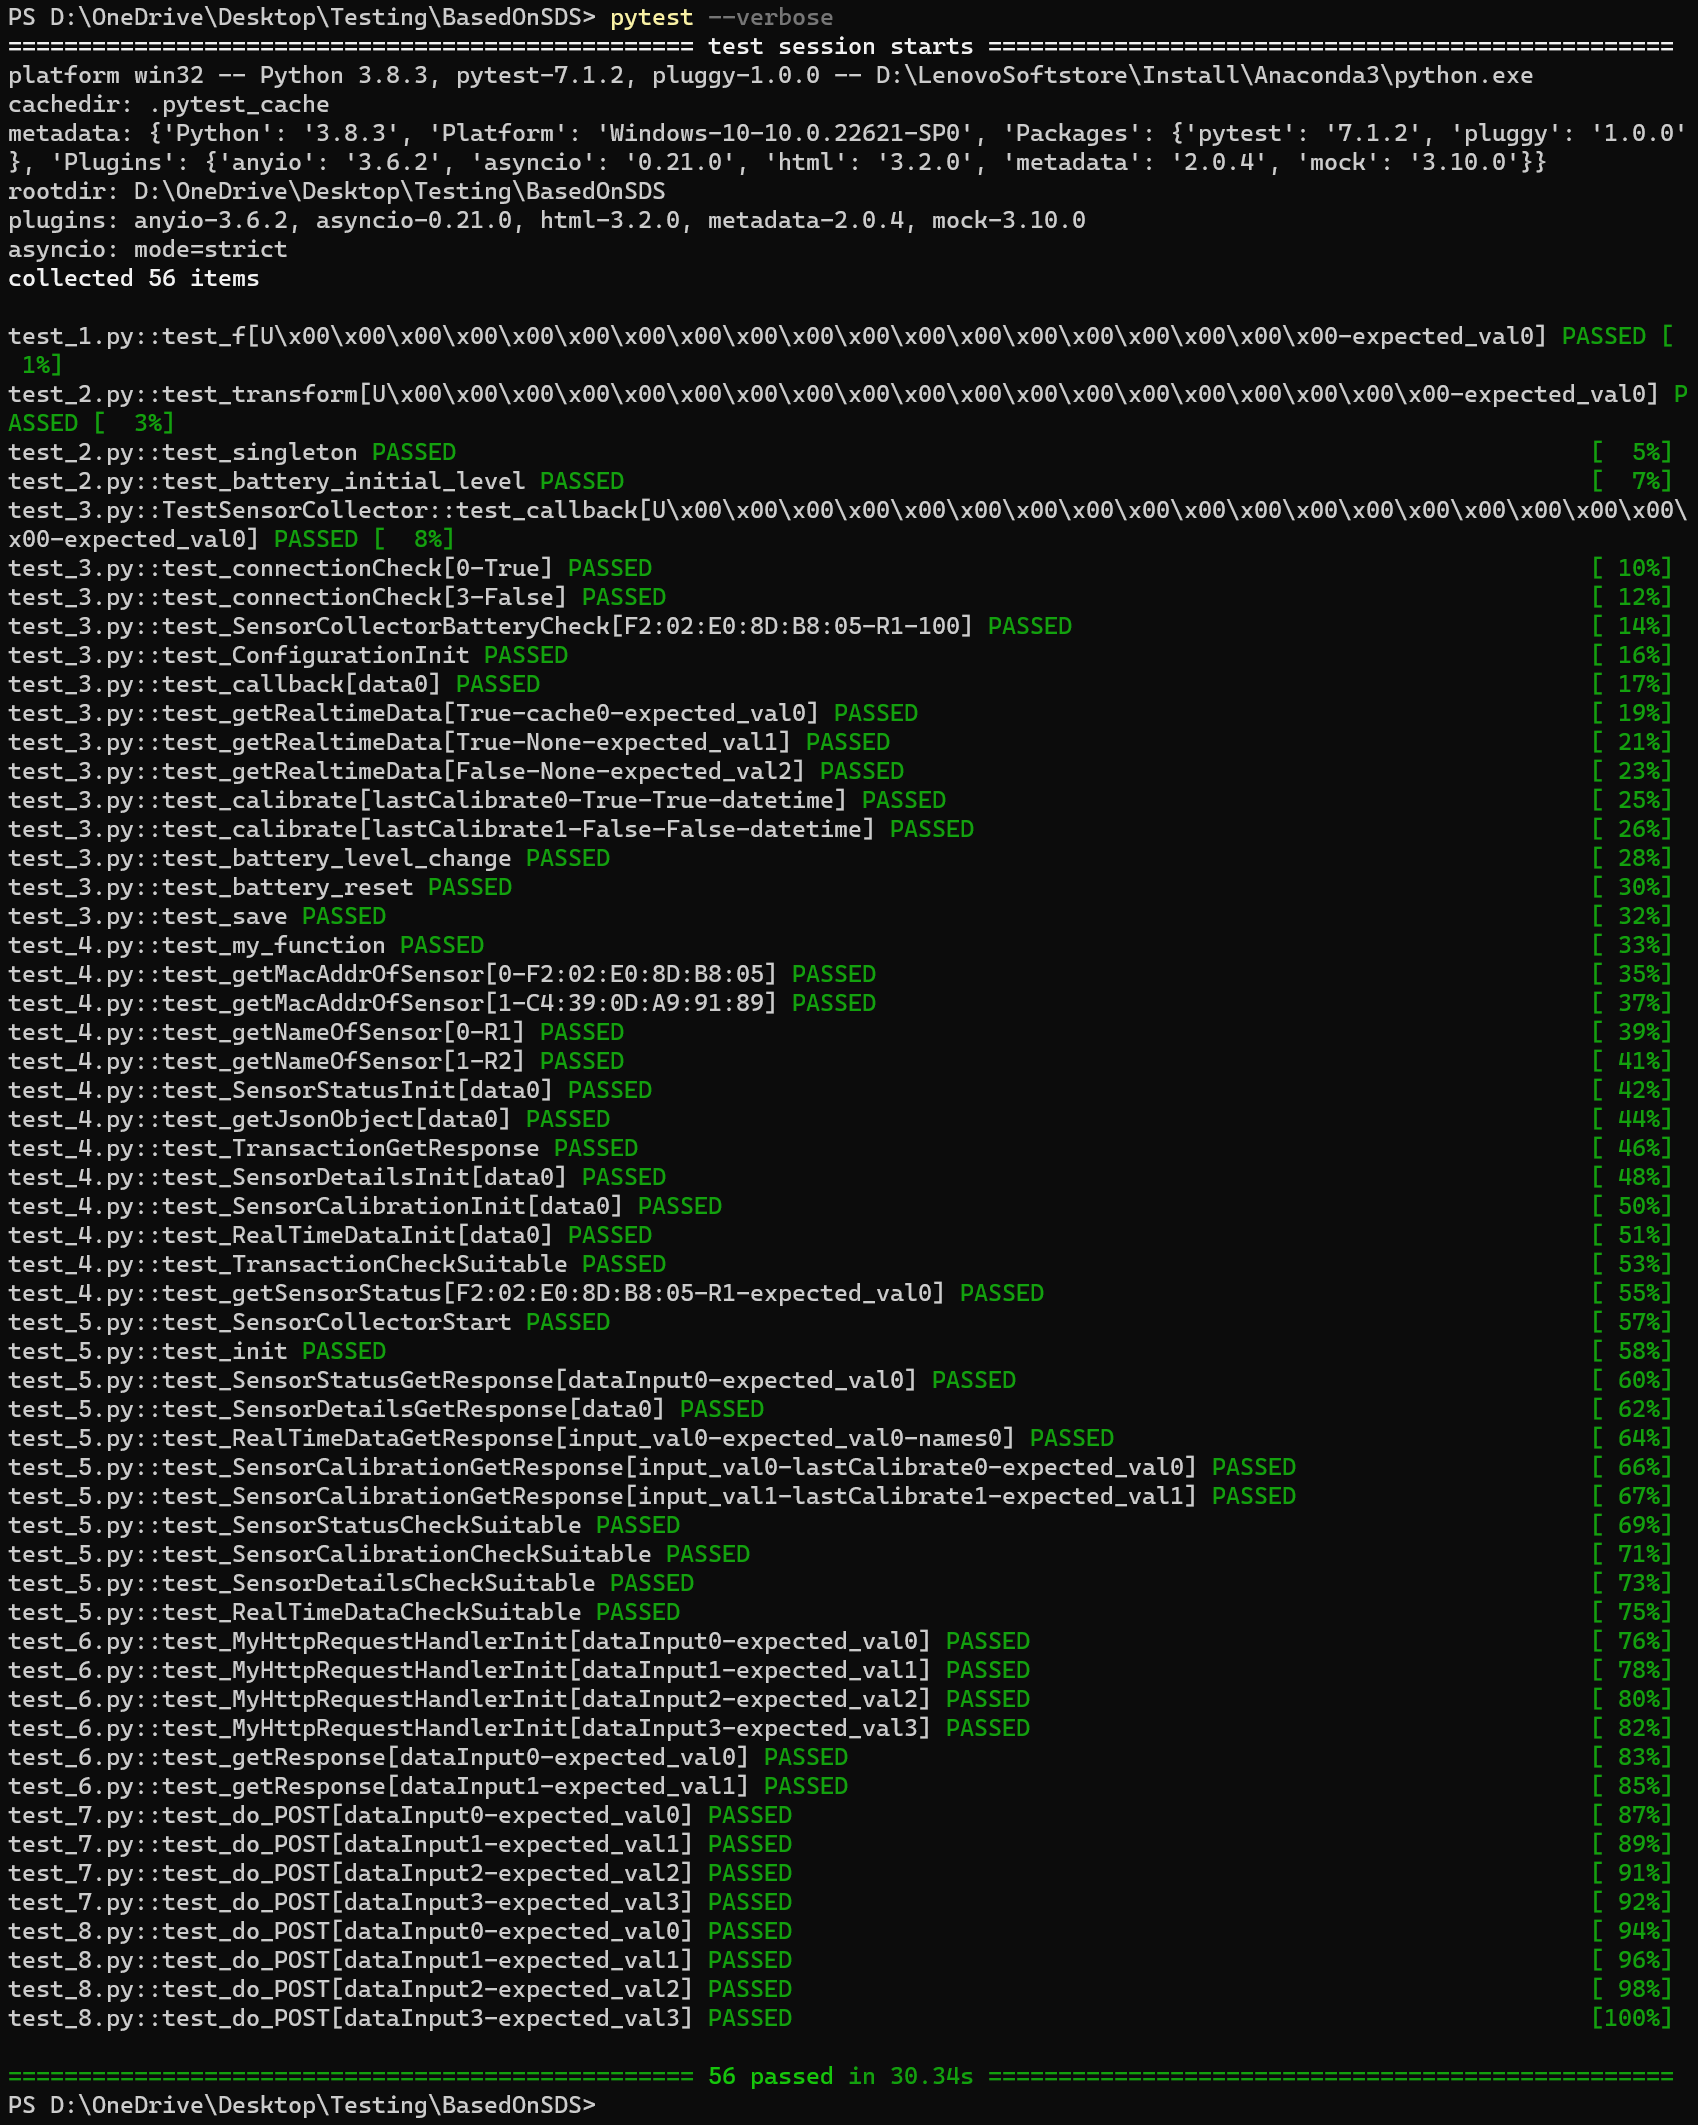 PS D:\OneDrive\Desktop\Testing\BasedOnSDS> pytest --verbose
================================================= test session starts =================================================
platform win32 -- Python 3.8.3, pytest-7.1.2, pluggy-1.0.0 -- D:\LenovoSoftstore\Install\Anaconda3\python.exe
cachedir: .pytest_cache
metadata: {'Python': '3.8.3', 'Platform': 'Windows-10-10.0.22621-SP0', 'Packages': {'pytest': '7.1.2', 'pluggy': '1.0.0'
}, 'Plugins': {'anyio': '3.6.2', 'asyncio': '0.21.0', 'html': '3.2.0', 'metadata': '2.0.4', 'mock': '3.10.0'}}
rootdir: D:\OneDrive\Desktop\Testing\BasedOnSDS
plugins: anyio-3.6.2, asyncio-0.21.0, html-3.2.0, metadata-2.0.4, mock-3.10.0
asyncio: mode=strict
collected 56 items
test_1.py::test_f[U\x00\x00\x00\x00\x00\x00\x00\x00\x00\x00\x00\x00\x00\x00\x00\x00\x00\x00\x00-expected_val0] PASSED [
 1%]
test_2.py::test_transform[U\x00\x00\x00\x00\x00\x00\x00\x00\x00\x00\x00\x00\x00\x00\x00\x00\x00\x00\x00-expected_val0] P
ASSED [  3%]
test_2.py::test_singleton PASSED [  5%]
test_2.py::test_battery_initial_level PASSED [  7%]
test_3.py::TestSensorCollector::test_callback[U\x00\x00\x00\x00\x00\x00\x00\x00\x00\x00\x00\x00\x00\x00\x00\x00\x00\x00\
x00-expected_val0] PASSED [  8%]
test_3.py::test_connectionCheck[0-True] PASSED [ 10%]
test_3.py::test_connectionCheck[3-False] PASSED [ 12%]
test_3.py::test_SensorCollectorBatteryCheck[F2:02:E0:8D:B8:05-R1-100] PASSED [ 14%]
test_3.py::test_ConfigurationInit PASSED [ 16%]
test_3.py::test_callback[data0] PASSED [ 17%]
test_3.py::test_getRealtimeData[True-cache0-expected_val0] PASSED [ 19%]
test_3.py::test_getRealtimeData[True-None-expected_val1] PASSED [ 21%]
test_3.py::test_getRealtimeData[False-None-expected_val2] PASSED [ 23%]
test_3.py::test_calibrate[lastCalibrate0-True-True-datetime] PASSED [ 25%]
test_3.py::test_calibrate[lastCalibrate1-False-False-datetime] PASSED [ 26%]
test_3.py::test_battery_level_change PASSED [ 28%]
test_3.py::test_battery_reset PASSED [ 30%]
test_3.py::test_save PASSED [ 32%]
test_4.py::test_my_function PASSED [ 33%]
test_4.py::test_getMacAddrOfSensor[0-F2:02:E0:8D:B8:05] PASSED [ 35%]
test_4.py::test_getMacAddrOfSensor[1-C4:39:0D:A9:91:89] PASSED [ 37%]
test_4.py::test_getNameOfSensor[0-R1] PASSED [ 39%]
test_4.py::test_getNameOfSensor[1-R2] PASSED [ 41%]
test_4.py::test_SensorStatusInit[data0] PASSED [ 42%]
test_4.py::test_getJsonObject[data0] PASSED [ 44%]
test_4.py::test_TransactionGetResponse PASSED [ 46%]
test_4.py::test_SensorDetailsInit[data0] PASSED [ 48%]
test_4.py::test_SensorCalibrationInit[data0] PASSED [ 50%]
test_4.py::test_RealTimeDataInit[data0] PASSED [ 51%]
test_4.py::test_TransactionCheckSuitable PASSED [ 53%]
test_4.py::test_getSensorStatus[F2:02:E0:8D:B8:05-R1-expected_val0] PASSED [ 55%]
test_5.py::test_SensorCollectorStart PASSED [ 57%]
test_5.py::test_init PASSED [ 58%]
test_5.py::test_SensorStatusGetResponse[dataInput0-expected_val0] PASSED [ 60%]
test_5.py::test_SensorDetailsGetResponse[data0] PASSED [ 62%]
test_5.py::test_RealTimeDataGetResponse[input_val0-expected_val0-names0] PASSED [ 64%]
test_5.py::test_SensorCalibrationGetResponse[input_val0-lastCalibrate0-expected_val0] PASSED [ 66%]
test_5.py::test_SensorCalibrationGetResponse[input_val1-lastCalibrate1-expected_val1] PASSED [ 67%]
test_5.py::test_SensorStatusCheckSuitable PASSED [ 69%]
test_5.py::test_SensorCalibrationCheckSuitable PASSED [ 71%]
test_5.py::test_SensorDetailsCheckSuitable PASSED [ 73%]
test_5.py::test_RealTimeDataCheckSuitable PASSED [ 75%]
test_6.py::test_MyHttpRequestHandlerInit[dataInput0-expected_val0] PASSED [ 76%]
test_6.py::test_MyHttpRequestHandlerInit[dataInput1-expected_val1] PASSED [ 78%]
test_6.py::test_MyHttpRequestHandlerInit[dataInput2-expected_val2] PASSED [ 80%]
test_6.py::test_MyHttpRequestHandlerInit[dataInput3-expected_val3] PASSED [ 82%]
test_6.py::test_getResponse[dataInput0-expected_val0] PASSED [ 83%]
test_6.py::test_getResponse[dataInput1-expected_val1] PASSED [ 85%]
test_7.py::test_do_POST[dataInput0-expected_val0] PASSED [ 87%]
test_7.py::test_do_POST[dataInput1-expected_val1] PASSED [ 89%]
test_7.py::test_do_POST[dataInput2-expected_val2] PASSED [ 91%]
test_7.py::test_do_POST[dataInput3-expected_val3] PASSED [ 92%]
test_8.py::test_do_POST[dataInput0-expected_val0] PASSED [ 94%]
test_8.py::test_do_POST[dataInput1-expected_val1] PASSED [ 96%]
test_8.py::test_do_POST[dataInput2-expected_val2] PASSED [ 98%]
test_8.py::test_do_POST[dataInput3-expected_val3] PASSED [100%]
================================================= 56 passed in 30.34s =================================================
PS D:\OneDrive\Desktop\Testing\BasedOnSDS>